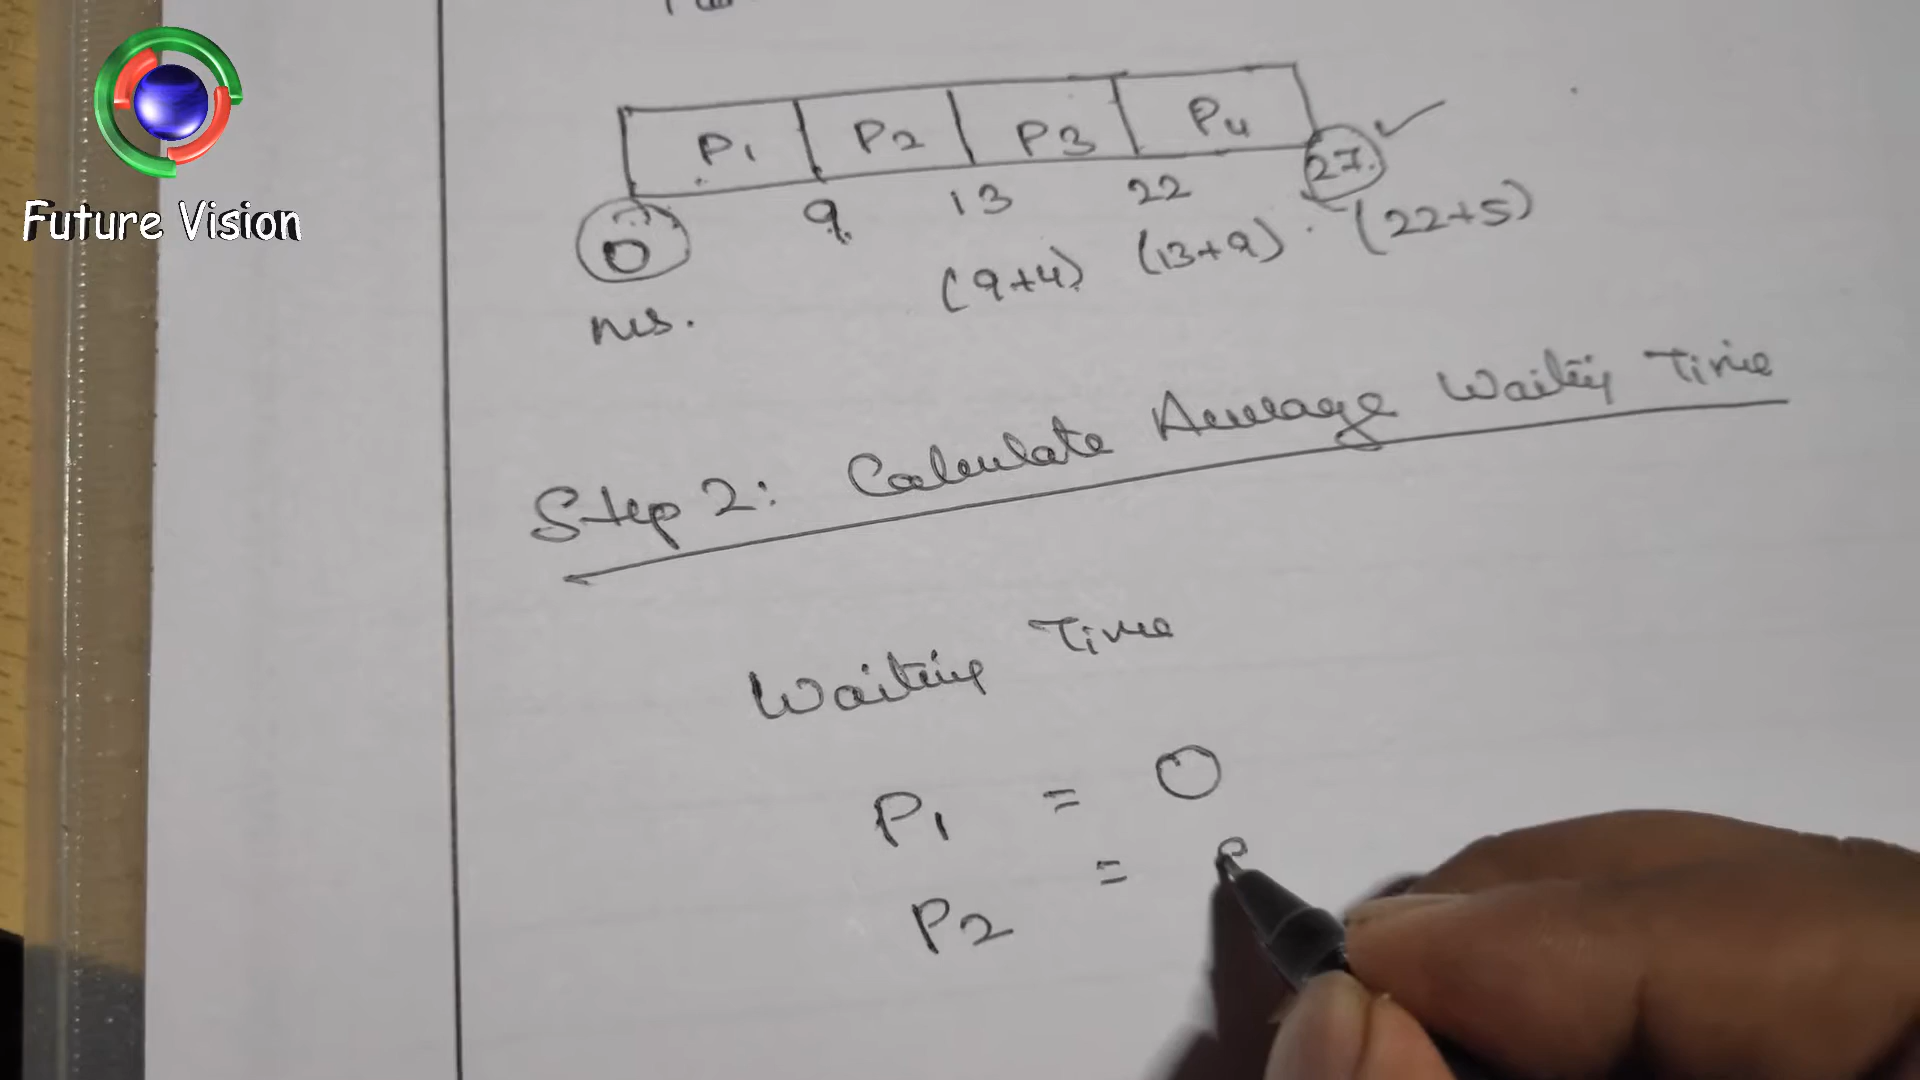 Future Vision
P1 P2 P3 P4
0 9 13 22 27
ms. (9+4) (13+9) (22+5)
Step 2: Calculate Average Waiting Time
Waiting Time
P1 = 0
P2 =